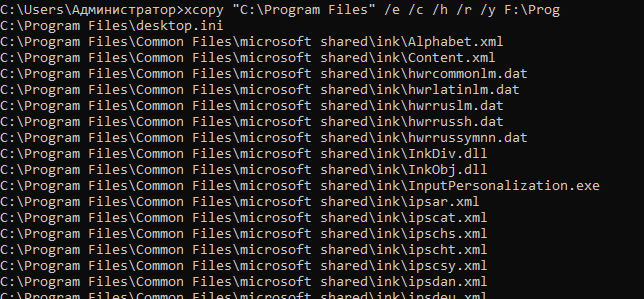 C:\Users\Администратор>xcopy "C:\Program Files" /e /c /h /r /y F:\Prog
C:\Program Files\desktop.ini
C:\Program Files\Common Files\microsoft shared\ink\Alphabet.xml
C:\Program Files\Common Files\microsoft shared\ink\Content.xml
C:\Program Files\Common Files\microsoft shared\ink\hwrcommonlm.dat
C:\Program Files\Common Files\microsoft shared\ink\hwrlatinlm.dat
C:\Program Files\Common Files\microsoft shared\ink\hwrruslm.dat
C:\Program Files\Common Files\microsoft shared\ink\hwrrussh.dat
C:\Program Files\Common Files\microsoft shared\ink\hwrrussymnn.dat
C:\Program Files\Common Files\microsoft shared\ink\InkDiv.dll
C:\Program Files\Common Files\microsoft shared\ink\InkObj.dll
C:\Program Files\Common Files\microsoft shared\ink\InputPersonalization.exe
C:\Program Files\Common Files\microsoft shared\ink\ipsar.xml
C:\Program Files\Common Files\microsoft shared\ink\ipscat.xml
C:\Program Files\Common Files\microsoft shared\ink\ipschs.xml
C:\Program Files\Common Files\microsoft shared\ink\ipscht.xml
C:\Program Files\Common Files\microsoft shared\ink\ipscsy.xml
C:\Program Files\Common Files\microsoft shared\ink\ipsdan.xml
C:\Program Files\Common Files\microsoft shared\ink\ipsdeu.xml